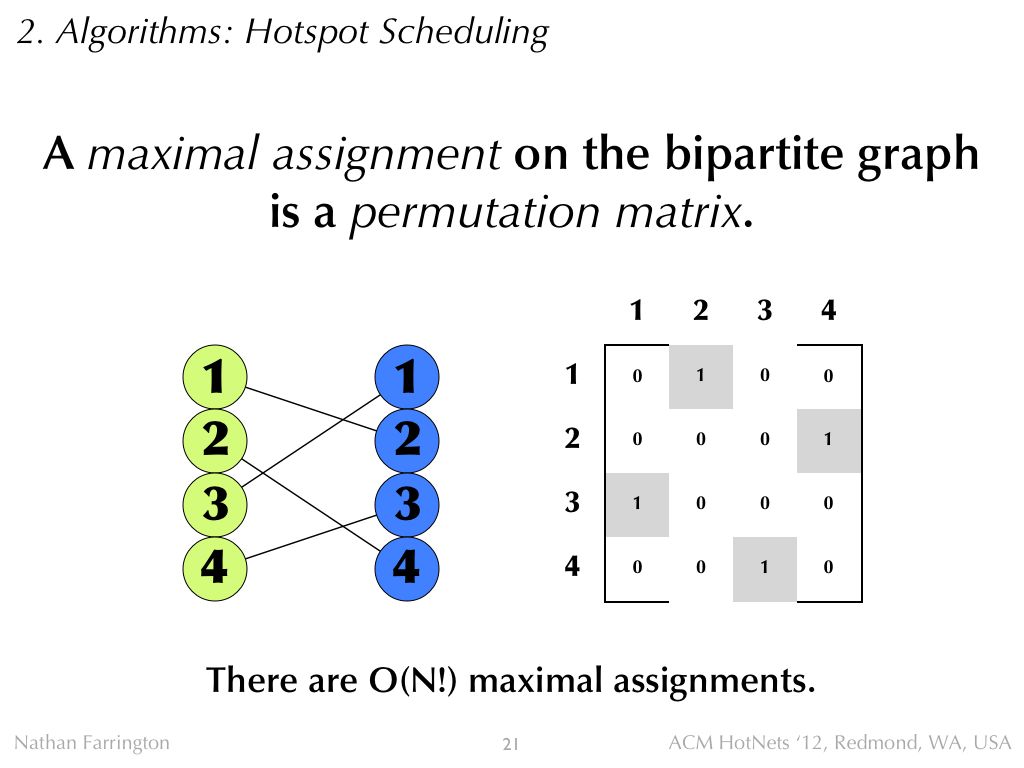 2. Algorithms: Hotspot Scheduling
A maximal assignment on the bipartite graph
is a permutation matrix.
1 2 3 4
1 1
2 2
3 3
4 4
1 0 1 0 0
2 0 0 0 1
3 1 0 0 0
4 0 0 1 0
There are O(N!) maximal assignments.
Nathan Farrington
21
ACM HotNets ‘12, Redmond, WA, USA